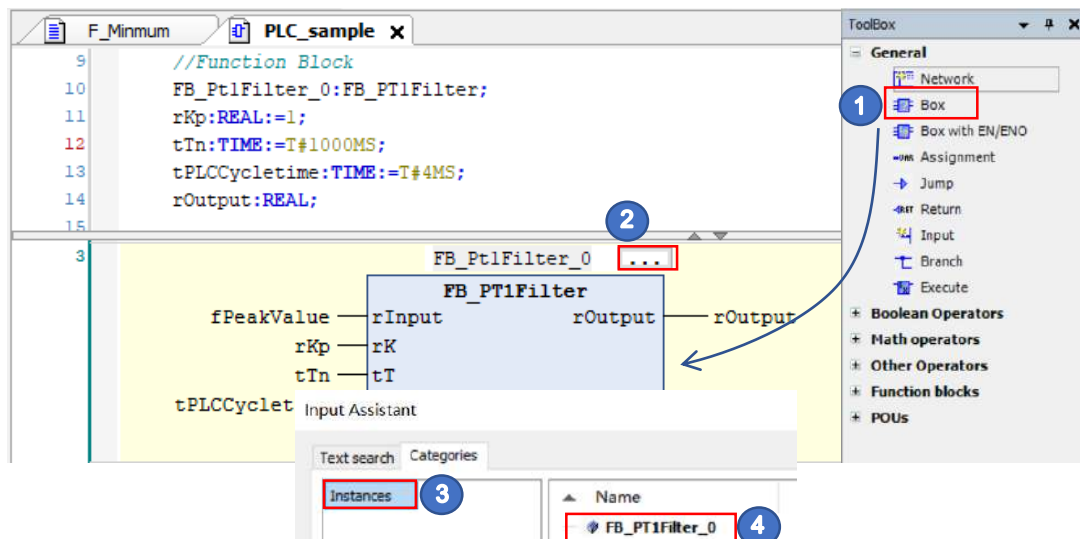 F_Minmum
PLC_sample
9 //Function Block
10 FB_Pt1Filter_0:FB_PT1Filter;
11 rKp:REAL:=1;
12 tTn:TIME:=T#1000MS;
13 tPLCCycletime:TIME:=T#4MS;
14 rOutput:REAL;
15
2
3
FB_Pt1Filter_0 ...
FB_PT1Filter
fPeakValue rInput rOutput rOutput
rKp rK
tTn tT
tPLCCyclet
Input Assistant
Text search Categories
Instances 3
Name
FB_PT1Filter_0 4
ToolBox
General
Network
1 Box
Box with EN/ENO
Assignment
Jump
Return
Input
Branch
Execute
Boolean Operators
Math operators
Other Operators
Function blocks
POUs